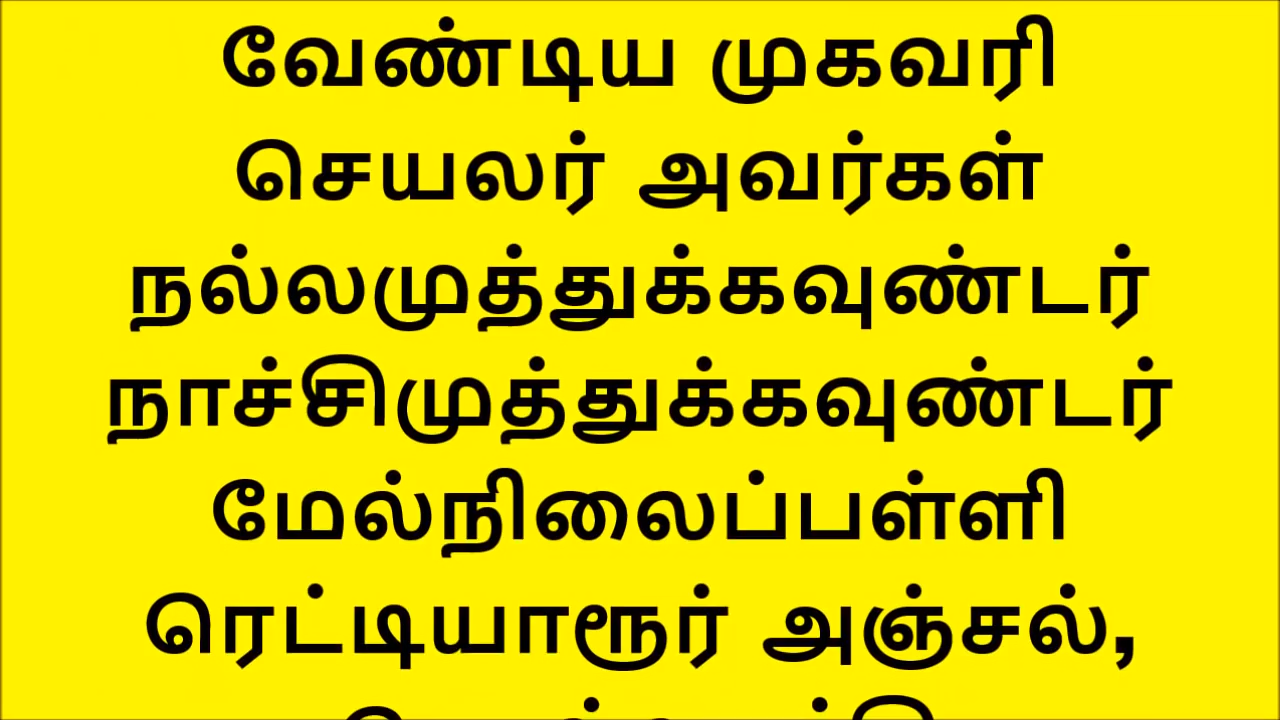 வேண்டிய முகவரி
செயலர் அவர்கள்
நல்லமுத்துக்கவுண்டர்
நாச்சிமுத்துக்கவுண்டர்
மேல்நிலைப்பள்ளி
ரெட்டியாரூர் அஞ்சல்,